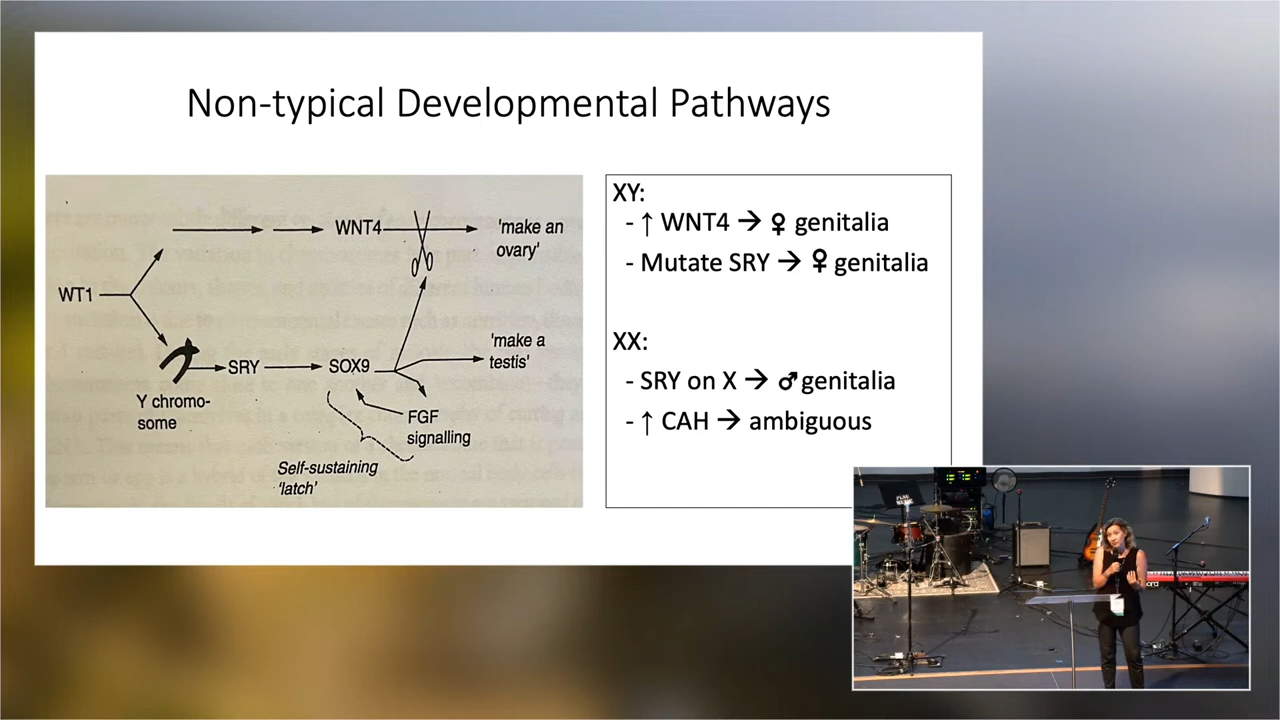 Non-typical Developmental Pathways
WNT4
'make an
ovary'
WT1
SRY
SOX9
'make a
testis'
Y chromo-
some
FGF
signalling
Self-sustaining
'latch'
XY:
- ↑ WNT4 → ♀ genitalia
- Mutate SRY → ♀ genitalia
XX:
- SRY on X → ♂ genitalia
- ↑ CAH → ambiguous